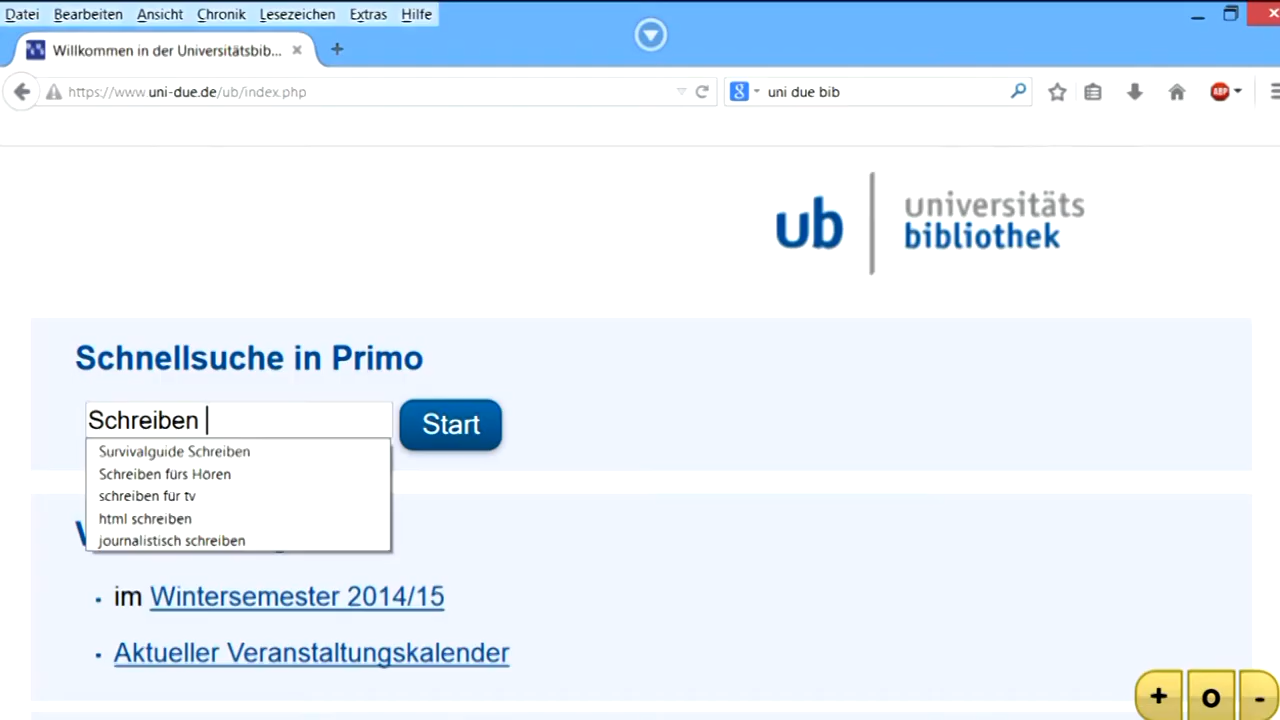 Datei Bearbeiten Ansicht Chronik Lesezeichen Extras Hilfe
Willkommen in der Universitätsbib...
https://www.uni-due.de/ub/index.php
8 uni due bib ABP
ub universitäts
bibliothek
Schnellsuche in Primo
Schreiben Start
Survivalguide Schreiben
Schreiben fürs Hören
schreiben für tv
html schreiben
journalistisch schreiben
im Wintersemester 2014/15
Aktueller Veranstaltungskalender
+ o -